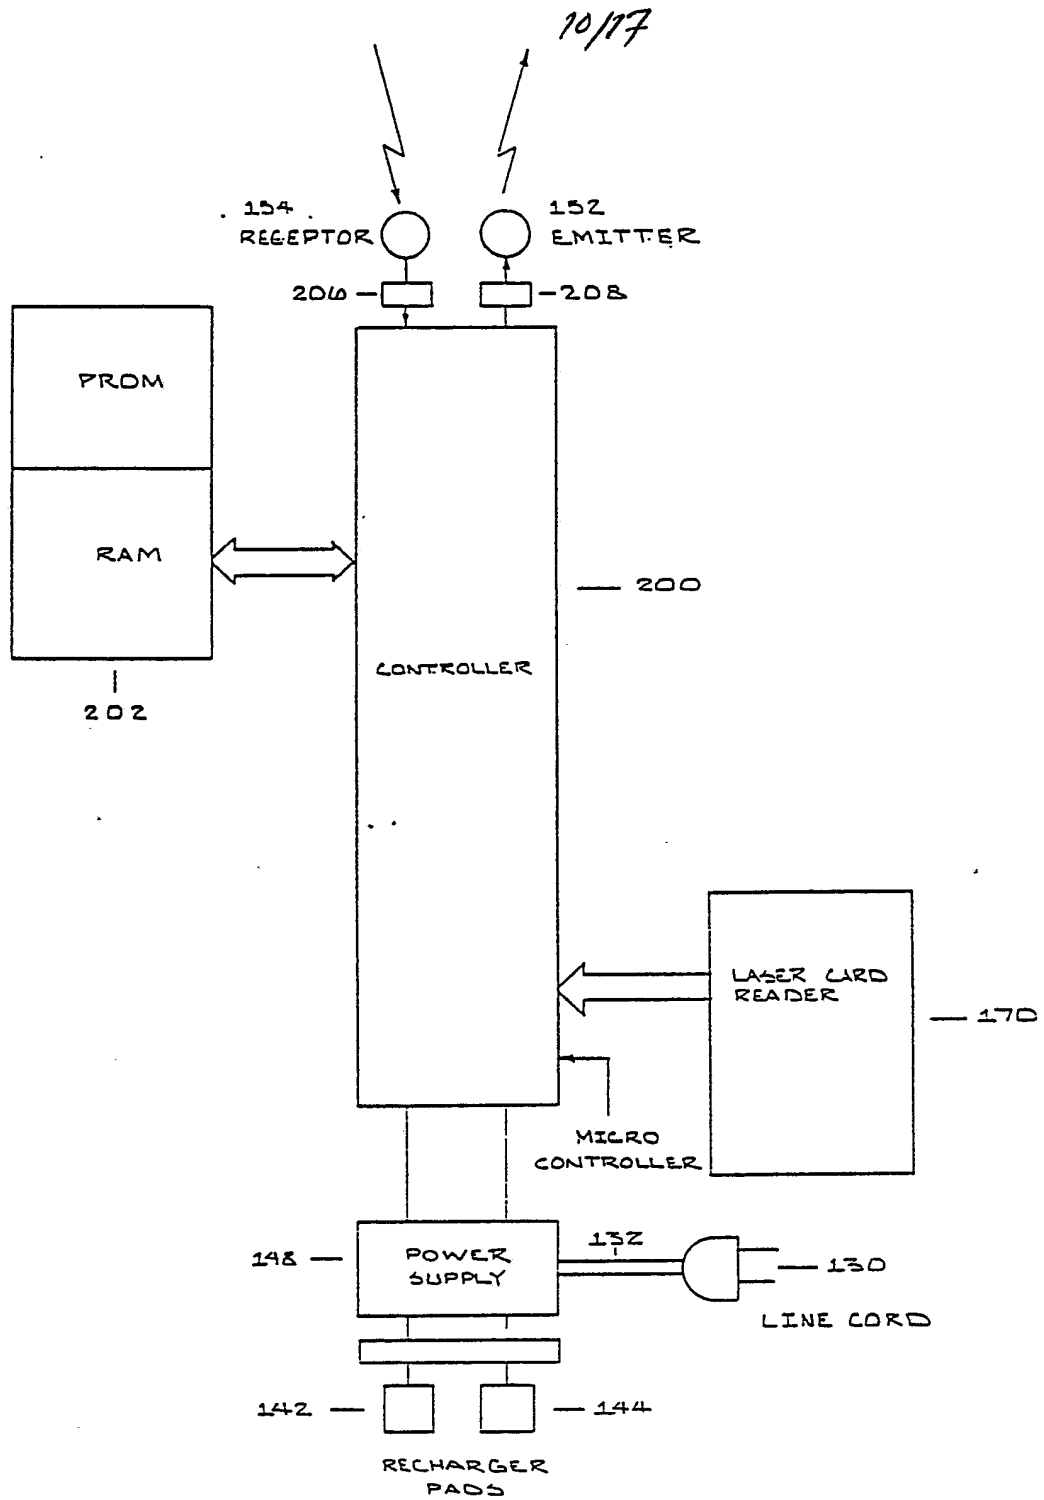 10/17
154
RECEPTOR
152
EMITTER
206
208
PROM
RAM
200
CONTROLLER
202
LASER CARD
READER
170
MICRO
CONTROLLER
148
POWER
SUPPLY
132
130
LINE CORD
142
144
RECHARGER
PADS